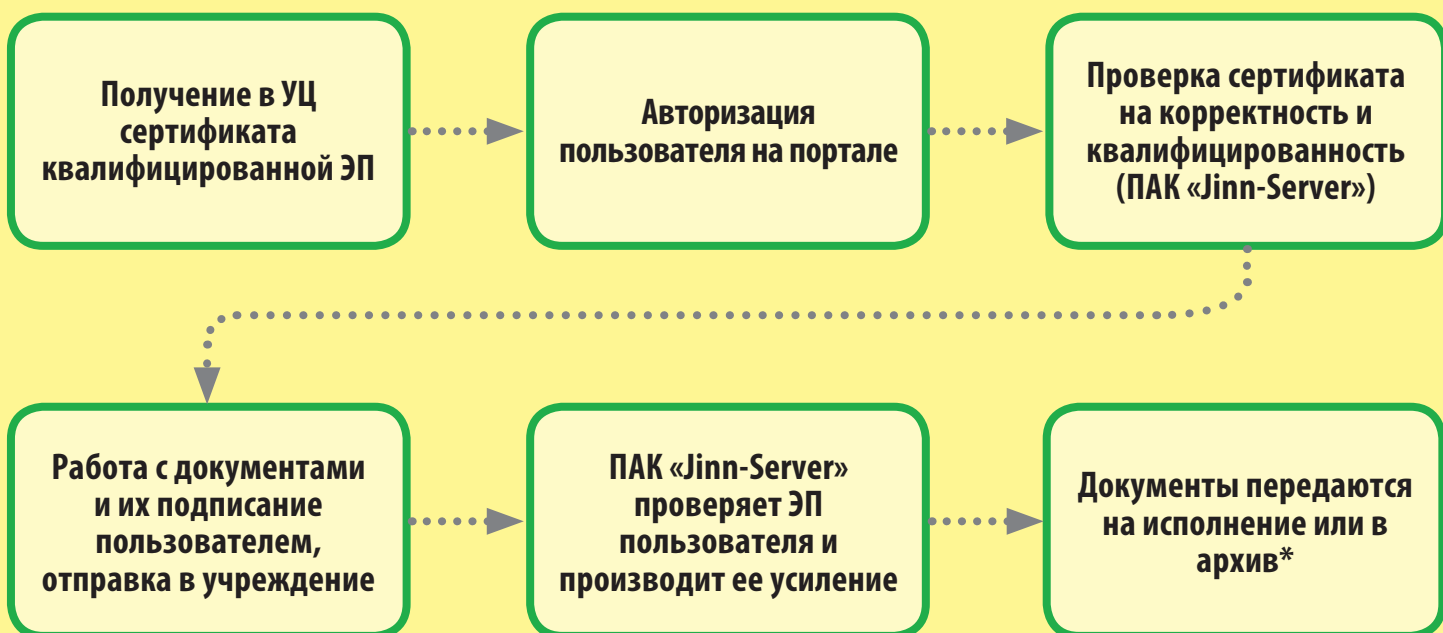 Получение в УЦ
сертификата
квалифицированной ЭП
Авторизация
пользователя на портале
Проверка сертификата
на корректность и
квалифицированность
(ПАК «Jinn-Server»)
Работа с документами
и их подписание
пользователем,
отправка в учреждение
ПАК «Jinn-Server»
проверяет ЭП
пользователя и
производит ее усиление
Документы передаются
на исполнение или в
архив*